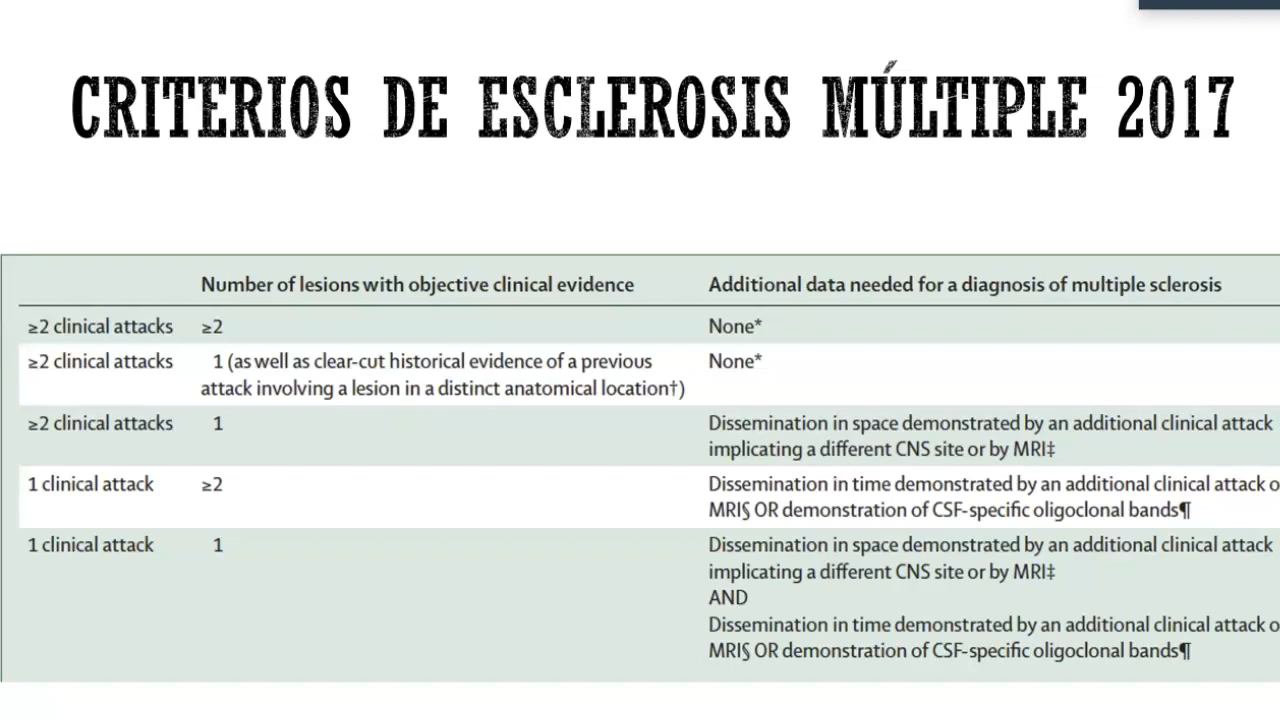 CRITERIOS DE ESCLEROSIS MÚLTIPLE 2017
Number of lesions with objective clinical evidence Additional data needed for a diagnosis of multiple sclerosis
≥2 clinical attacks ≥2 None*
≥2 clinical attacks 1 (as well as clear-cut historical evidence of a previous None*
attack involving a lesion in a distinct anatomical location†)
≥2 clinical attacks 1 Dissemination in space demonstrated by an additional clinical attack
implicating a different CNS site or by MRI‡
1 clinical attack ≥2 Dissemination in time demonstrated by an additional clinical attack o
MRI§ OR demonstration of CSF-specific oligoclonal bands¶
1 clinical attack 1 Dissemination in space demonstrated by an additional clinical attack
implicating a different CNS site or by MRI‡
AND
Dissemination in time demonstrated by an additional clinical attack o
MRI§ OR demonstration of CSF-specific oligoclonal bands¶